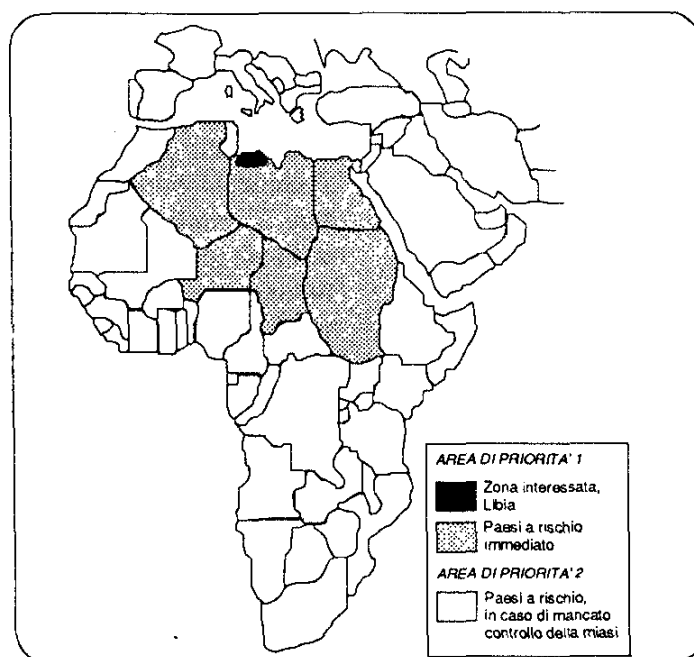 AREA DI PRIORITA' 1
Zona interessata,
Libia
Paesi a rischio
immediato
AREA DI PRIORITA' 2
Paesi a rischio,
in caso di mancato
controllo della miasi